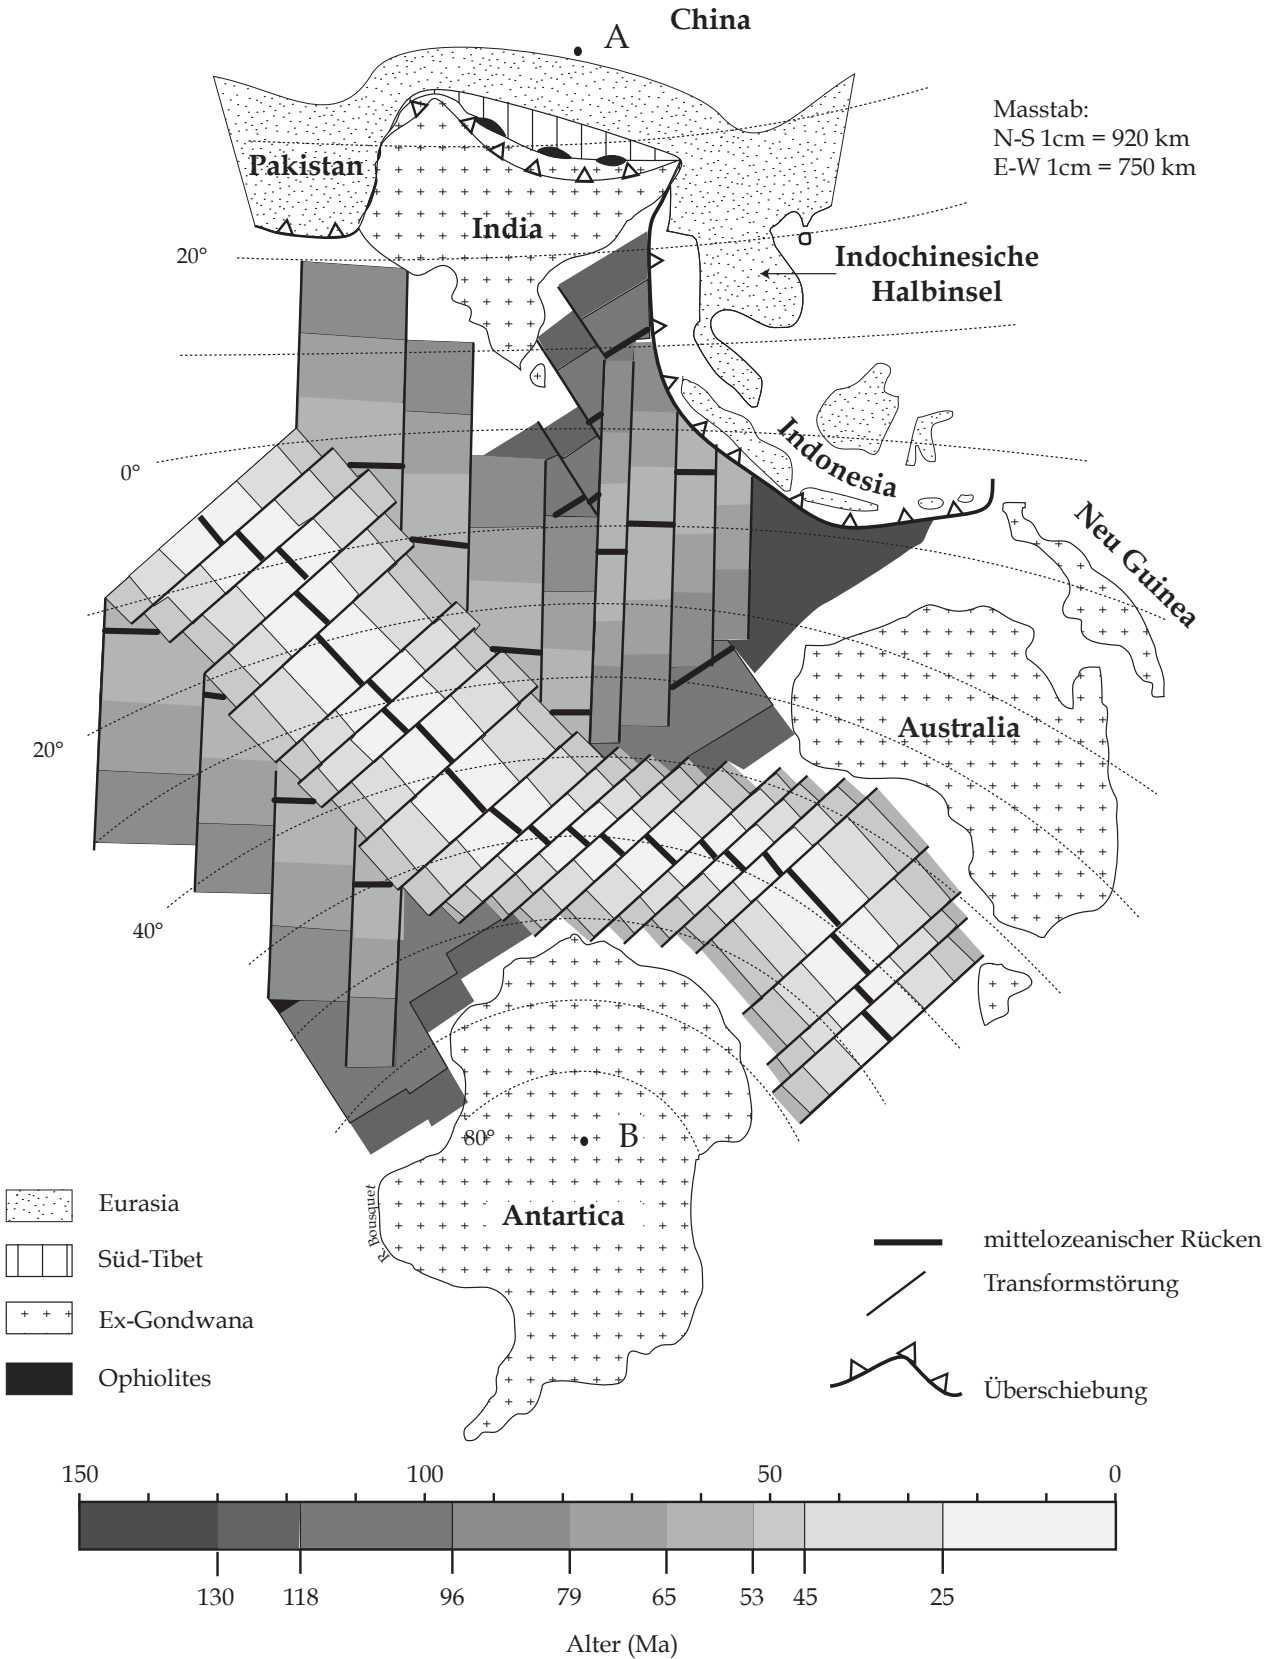 China
A
Masstab:
N-S 1cm = 920 km
E-W 1cm = 750 km
Pakistan
India
20°
Indochinesiche
Halbinsel
Indonesia
0°
Neu Guinea
Australia
20°
40°
80°
B
R. Bousquet
Antartica
Eurasia
Süd-Tibet
Ex-Gondwana
Ophiolites
mittelozeanischer Rücken
Transformstörung
Überschiebung
150 100 50 0
130 118 96 79 65 53 45 25
Alter (Ma)